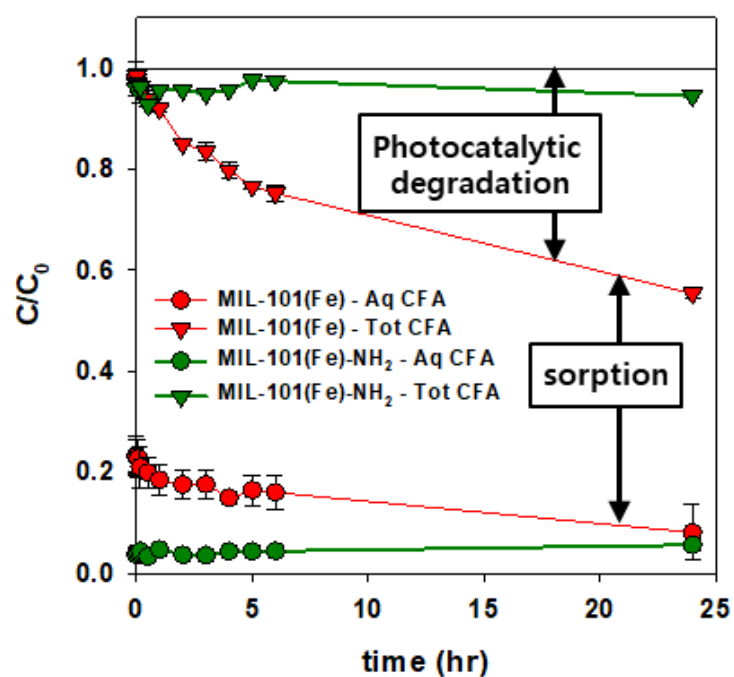 1.0
0.8
0.6
0.4
0.2
0.0
C/C₀
Photocatalytic
degradation
MIL-101(Fe) - Aq CFA
MIL-101(Fe) - Tot CFA
MIL-101(Fe)-NH₂ - Aq CFA
MIL-101(Fe)-NH₂ - Tot CFA
sorption
0 5 10 15 20 25
time (hr)